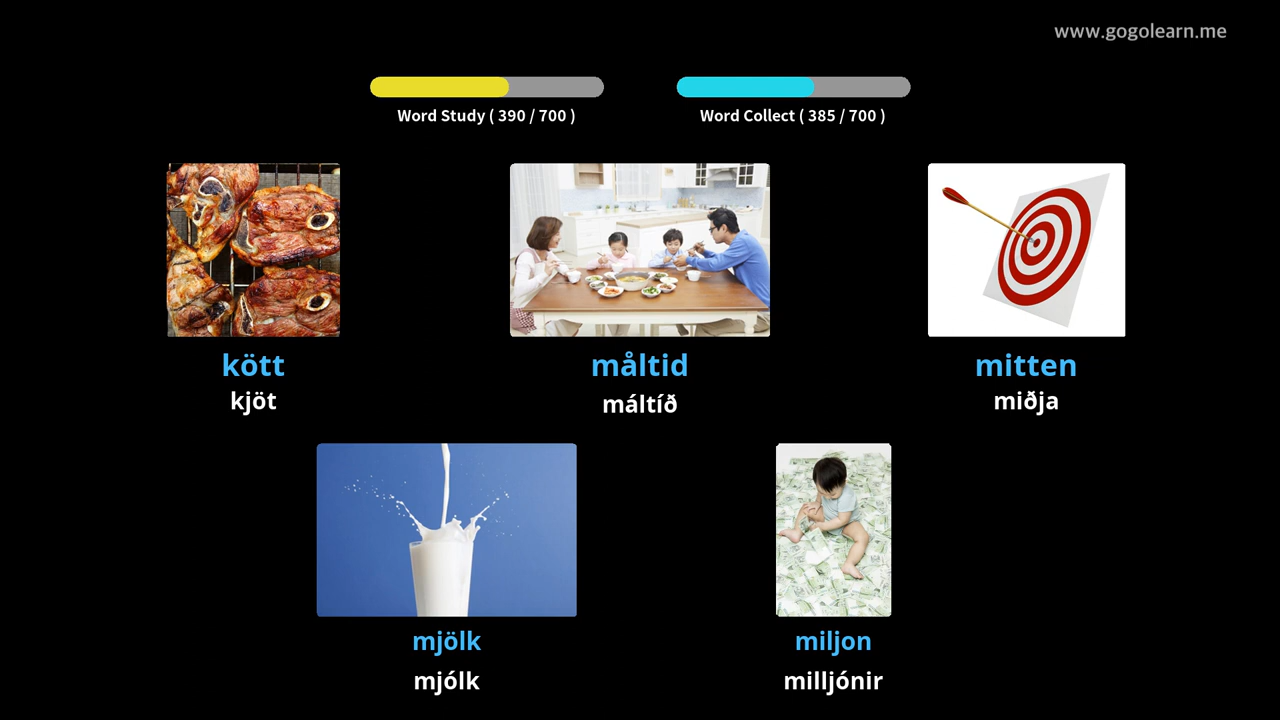 www.gogolearn.me
Word Study ( 390 / 700 )
Word Collect ( 385 / 700 )
kött
kjöt
måltid
máltíð
mitten
miðja
mjölk
mjólk
miljon
milljónir